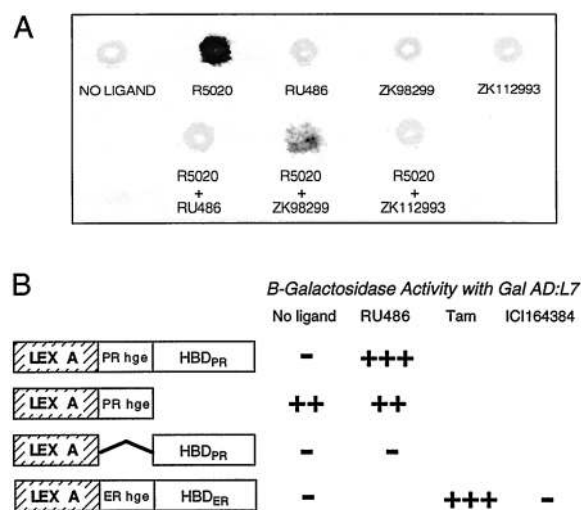 A
NO LIGAND R5020 RU486 ZK98299 ZK112993
R5020 R5020 R5020
+ + +
RU486 ZK98299 ZK112993
B
B-Galactosidase Activity with Gal AD:L7
No ligand RU486 Tam ICI164384
LEX A PR hge HBDPR - +++
LEX A PR hge ++ ++
LEX A HBDPR - -
LEX A ER hge HBDER - +++ -